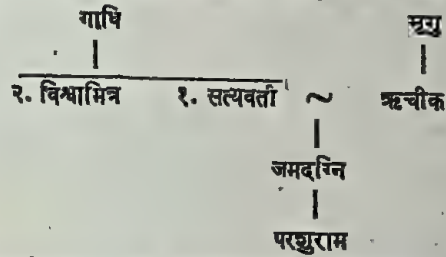 गाधि भृगु
२. विश्वामित्र १. सत्यवती ~ ऋचीक
जमदग्नि
परशुराम